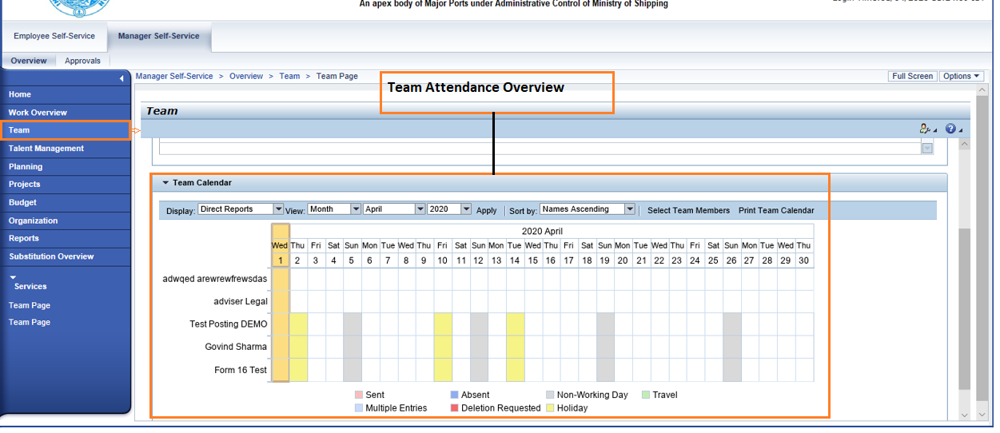 An apex body of Major Ports under Administrative Control of Ministry of Shipping
Employee Self-Service Manager Self-Service
Overview Approvals
Manager Self-Service > Overview > Team > Team Page
Full Screen Options
Team Attendance Overview
Home
Work Overview
Team
Talent Management
Planning
Projects
Budget
Organization
Reports
Substitution Overview
Services
Team Page
Team Page
Team
Team Calendar
Display: Direct Reports View: Month April 2020 Apply Sort by: Names Ascending Select Team Members Print Team Calendar
2020 April
Wed Thu Fri Sat Sun Mon Tue Wed Thu Fri Sat Sun Mon Tue Wed Thu Fri Sat Sun Mon Tue Wed Thu Fri Sat Sun Mon Tue Wed Thu
1 2 3 4 5 6 7 8 9 10 11 12 13 14 15 16 17 18 19 20 21 22 23 24 25 26 27 28 29 30
adwqed arewrewfrewsdas
adviser Legal
Test Posting DEMO
Govind Sharma
Form 16 Test
Sent Absent Non-Working Day Travel
Multiple Entries Deletion Requested Holiday